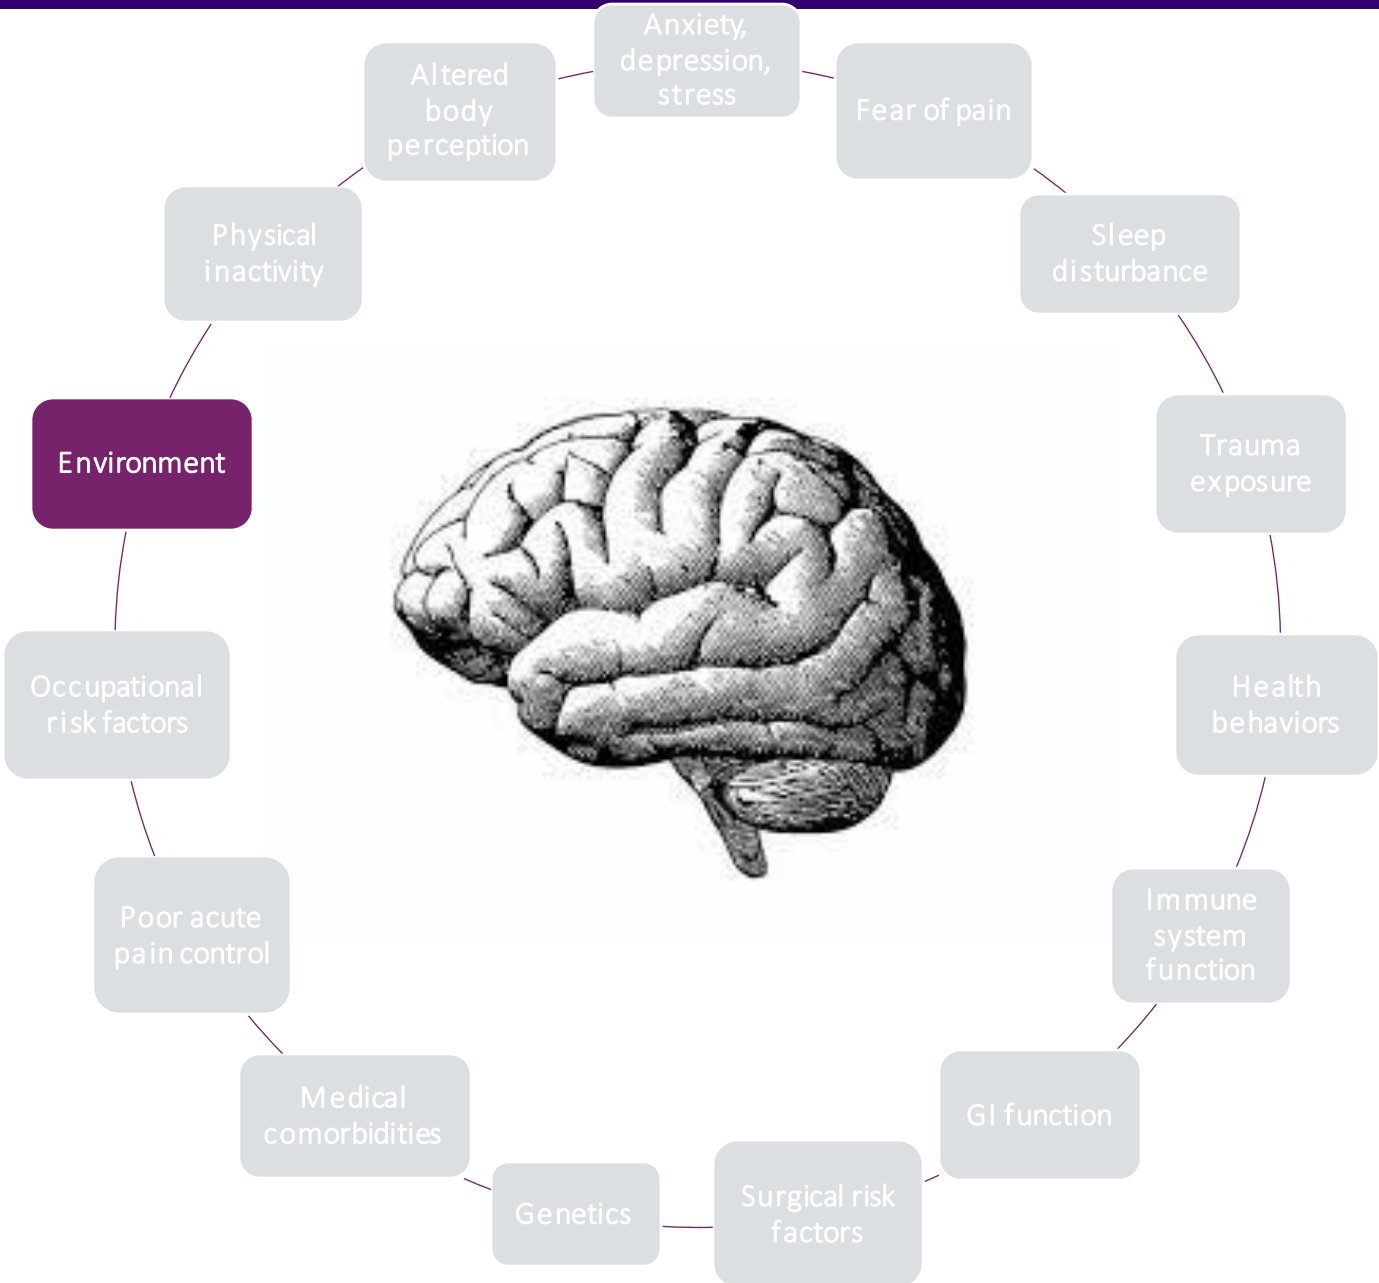 Anxiety,
depression,
stress
Fear of pain
Sleep
disturbance
Trauma
exposure
Health
behaviors
Immune
system
function
GI function
Surgical risk
factors
Genetics
Medical
comorbidities
Poor acute
pain control
Occupational
risk factors
Environment
Physical
inactivity
Altered
body
perception